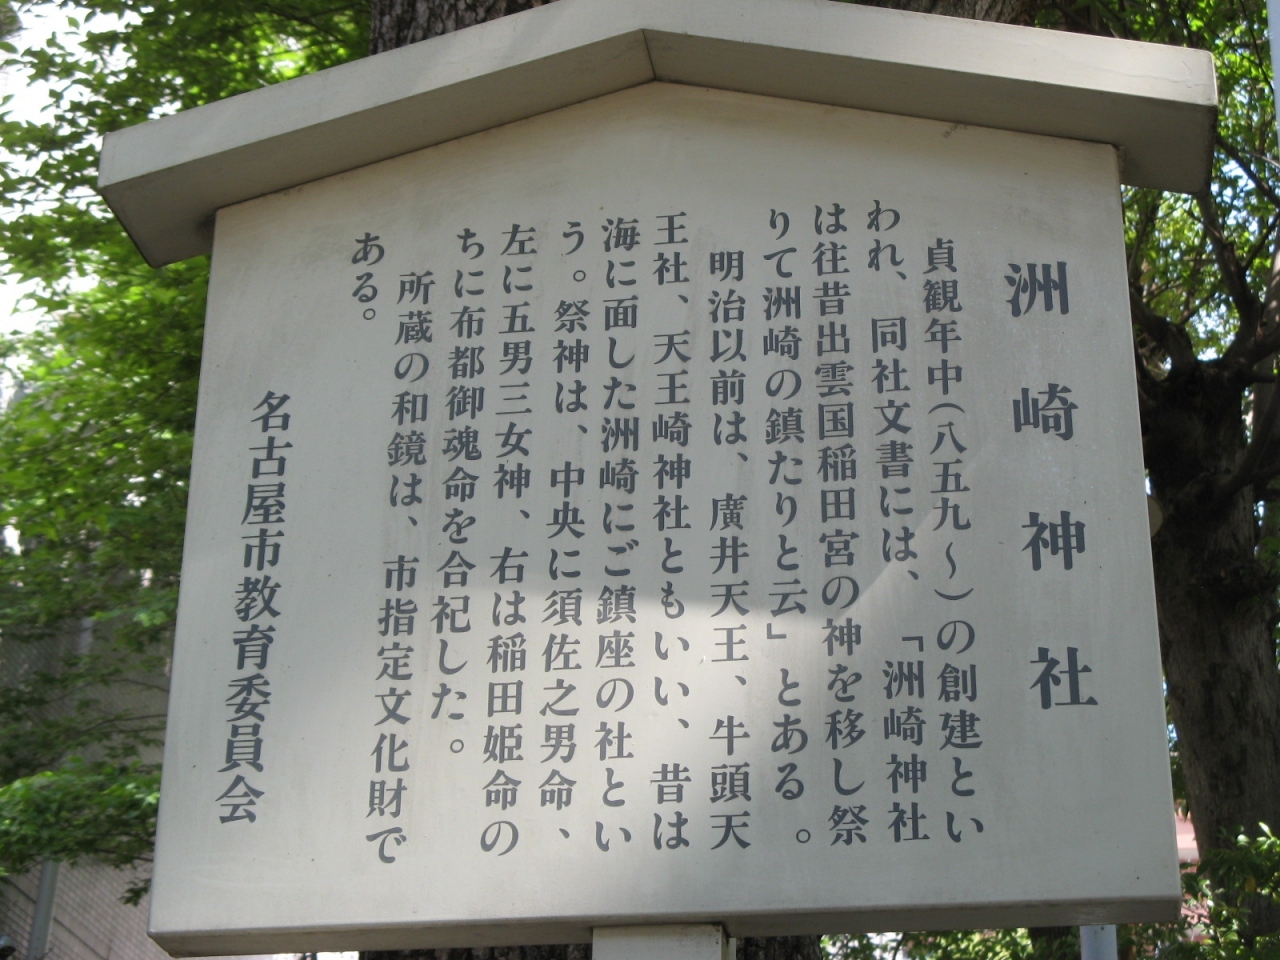 洲崎神社
貞観年中(八五九〜)の創建とい
われ、同社文書には、「洲崎神社
は往昔出雲国稲田宮の神を移し祭
りて洲崎の鎮たりと云」とある。
明治以前は、廣井天王、牛頭天
王社、天王崎神社ともいい、昔は
海に面した洲崎にご鎮座の社とい
う。祭神は、中央に須佐之男命、
左に五男三女神、右は稲田姫命の
ちに布都御魂命を合祀した。
所蔵の和鏡は、市指定文化財で
ある。
名古屋市教育委員会